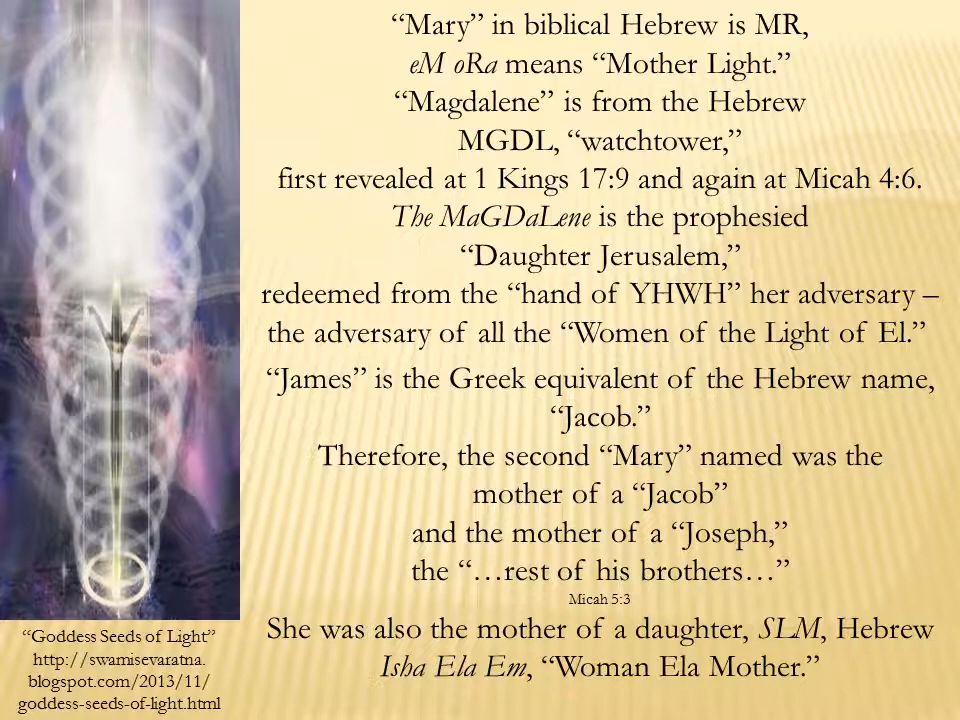 “Mary” in biblical Hebrew is MR,
eM oRa means “Mother Light.”
“Magdalene” is from the Hebrew
MGDL, “watchtower,”
first revealed at 1 Kings 17:9 and again at Micah 4:6.
The MaGDaLene is the prophesied
“Daughter Jerusalem,”
redeemed from the “hand of YHWH” her adversary –
the adversary of all the “Women of the Light of El.”
“James” is the Greek equivalent of the Hebrew name,
“Jacob.”
Therefore, the second “Mary” named was the
mother of a “Jacob”
and the mother of a “Joseph,”
the “…rest of his brothers…”
Micah 5:3
She was also the mother of a daughter, SLM, Hebrew
Isha Ela Em, “Woman Ela Mother.”
“Goddess Seeds of Light”
http://swamisevaratna.
blogspot.com/2013/11/
goddess-seeds-of-light.html